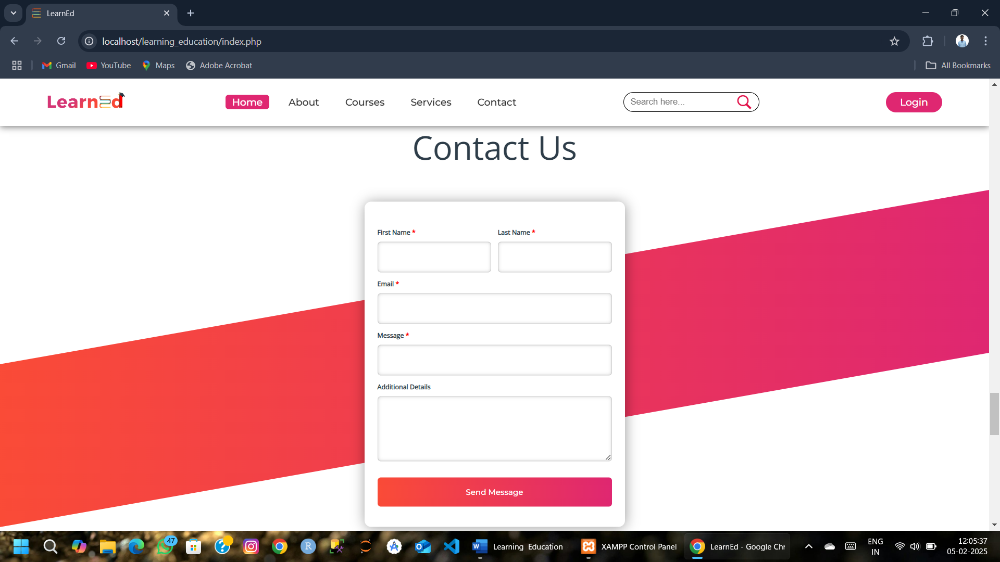 LearnEd
localhost/learning_education/index.php
Gmail
YouTube
Maps
Adobe Acrobat
All Bookmarks
LearnEd
Home
About
Courses
Services
Contact
Search here...
Login
Contact Us
First Name *
Last Name *
Email *
Message *
Additional Details
Send Message
47
Learning Education
XAMPP Control Panel
LearnEd - Google Chr
ENG
IN
12:05:37
05-02-2025